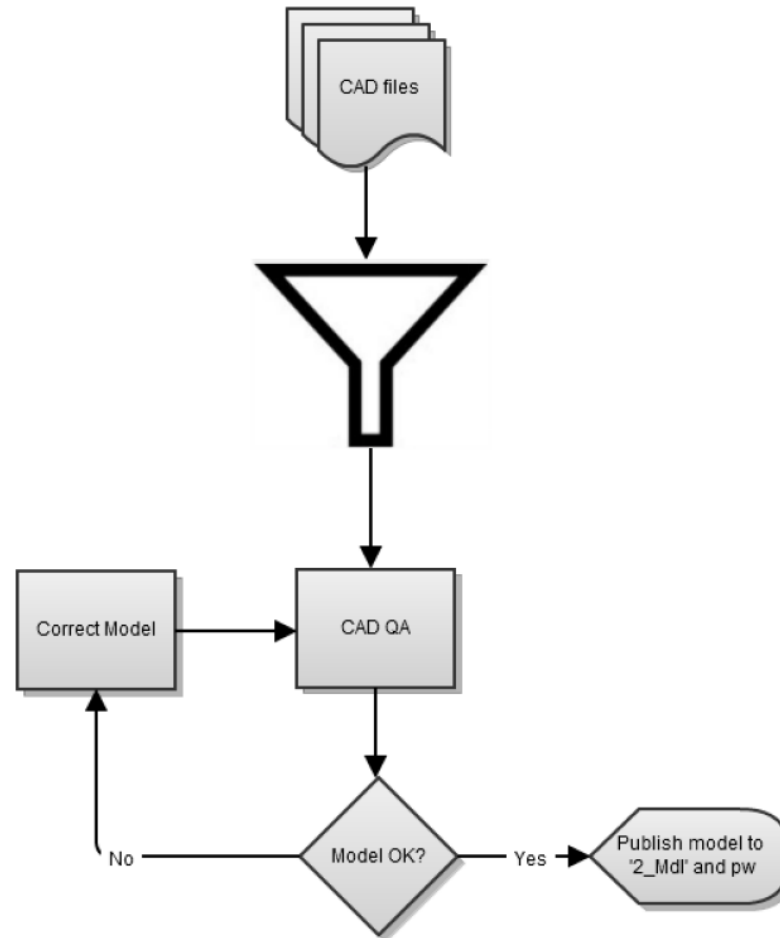 CAD files
Correct Model
CAD QA
Model OK?
No
Yes
Publish model to
'2_Mdl' and pw